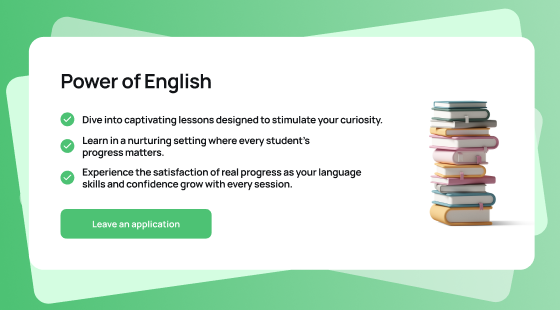 Power of English
Dive into captivating lessons designed to stimulate your curiosity.
Learn in a nurturing setting where every student's
progress matters.
Experience the satisfaction of real progress as your language
skills and confidence grow with every session.
Leave an application